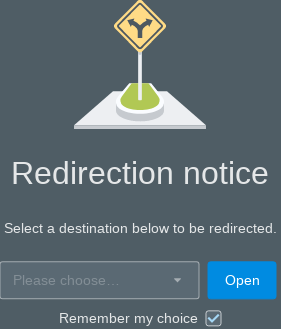 Redirection notice
Select a destination below to be redirected.
Please choose...
Open
Remember my choice